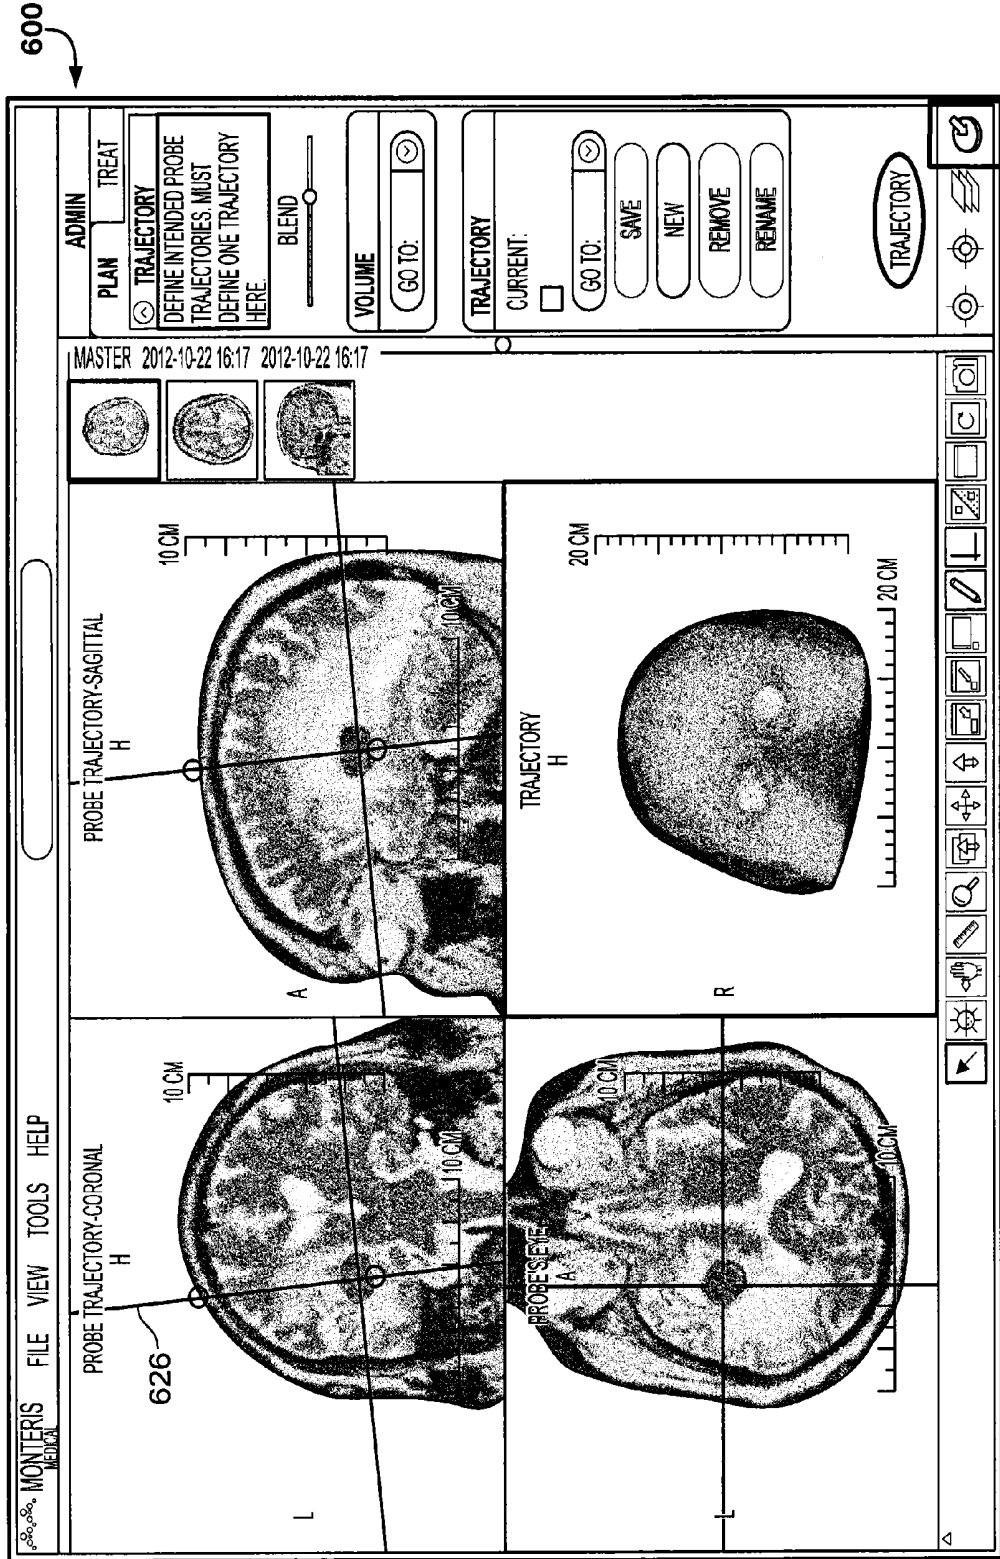 600
MONTERIS
MEDICAL
FILE VIEW TOOLS HELP
PROBE TRAJECTORY-CORONAL
H
626
L
10 CM
10 CM
PROBE TRAJECTORY-SAGITTAL
H
A
10 CM
10 CM
PROBE'S EYE
A
L
10 CM
10 CM
TRAJECTORY
H
R
20 CM
20 CM
MASTER 2012-10-22 16:17 2012-10-22 16:17
ADMIN
PLAN TREAT
TRAJECTORY
DEFINE INTENDED PROBE
TRAJECTORIES. MUST
DEFINE ONE TRAJECTORY
HERE.
BLEND
VOLUME
GO TO:
TRAJECTORY
CURRENT:
GO TO:
SAVE
NEW
REMOVE
RENAME
TRAJECTORY